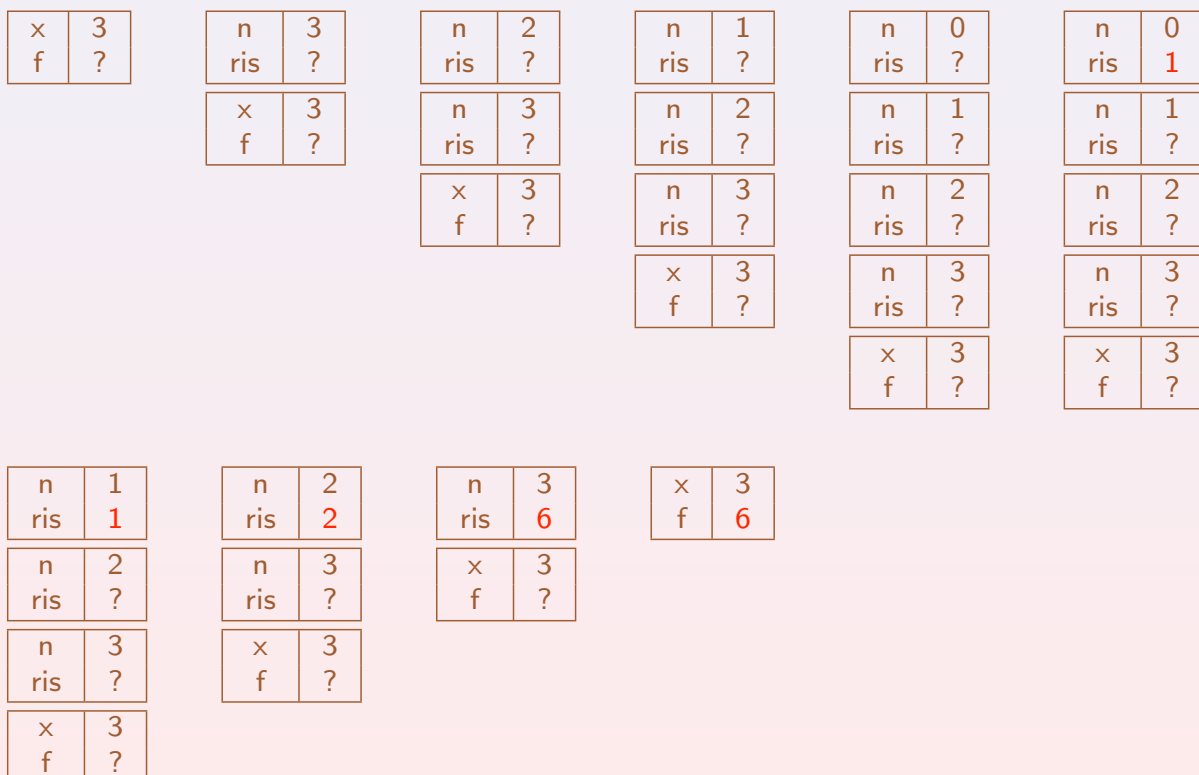 x 3 n 3 n 2 n 1 n 0 n 0
f ? ris ? ris ? ris ? ris ? ris 1
x 3 n 3 n 2 n 1 n 1
f ? ris ? ris ? ris ? ris ?
x 3 n 3 n 2 n 2
f ? ris ? ris ? ris ?
x 3 n 3 n 3
f ? ris ? ris ?
x 3 x 3
f ? f ?
n 1 n 2 n 3 x 3
ris 1 ris 2 ris 6 f 6
n 2 n 3 x 3
ris ? ris ? f ?
n 3 x 3
ris ? f ?
x 3
f ?